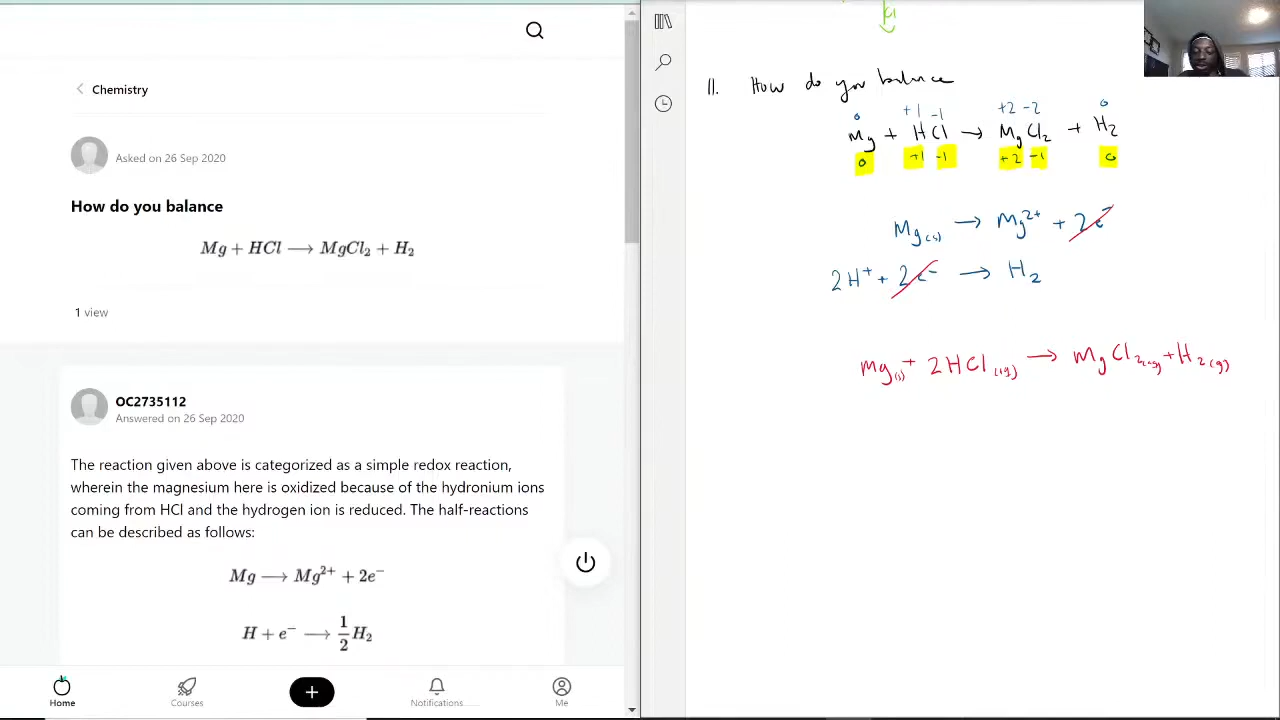 Chemistry
Asked on 26 Sep 2020
How do you balance
Mg + HCl ⟶ MgCl₂ + H₂
1 view
OC2735112
Answered on 26 Sep 2020
The reaction given above is categorized as a simple redox reaction,
wherein the magnesium here is oxidized because of the hydronium ions
coming from HCl and the hydrogen ion is reduced. The half-reactions
can be described as follows:
Mg ⟶ Mg²⁺ + 2e⁻
H + e⁻ ⟶ 1/2 H₂
Home Courses Notifications Me
11. How do you balance
0 +1 -1 +2 -2 0
Mg + HCl → MgCl₂ + H₂
0 +1 -1 +2 -1 0
Mg(s) → Mg²⁺ + 2e⁻
2H⁺ + 2e⁻ → H₂
Mg(s) + 2HCl(aq) → MgCl₂(aq) + H₂(g)